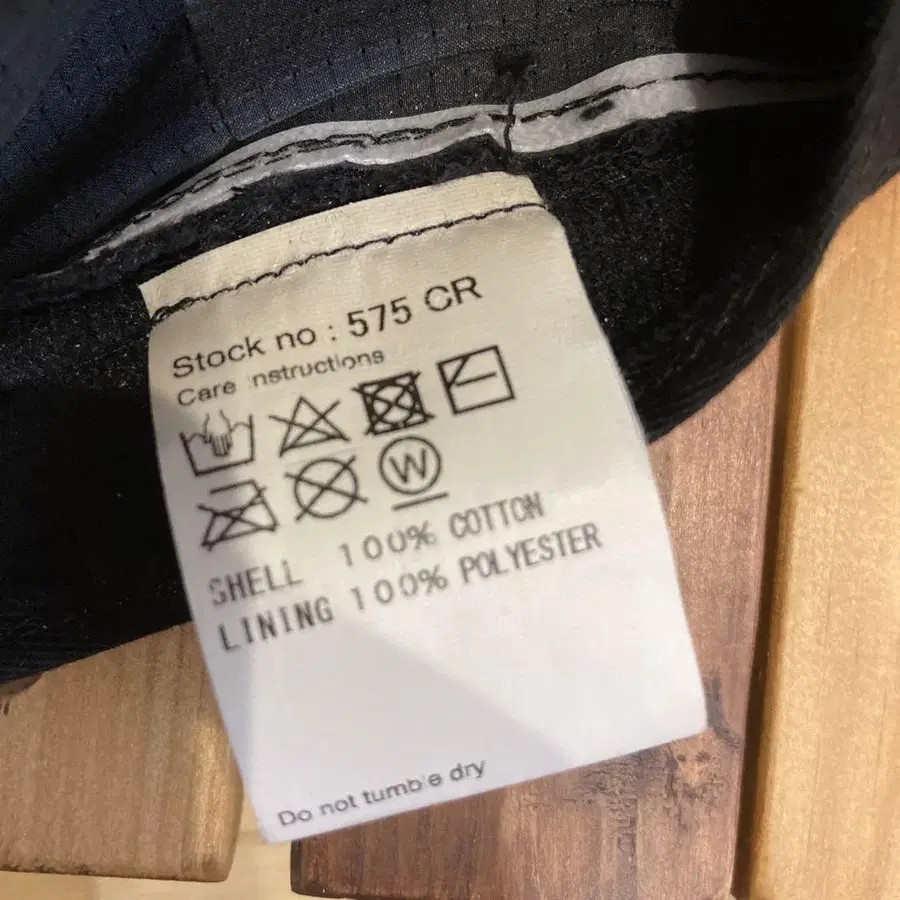 Stock no : 575 CR
Care Instructions
W
SHELL 100% COTTON
LINING 100% POLYESTER
Do not tumble dry